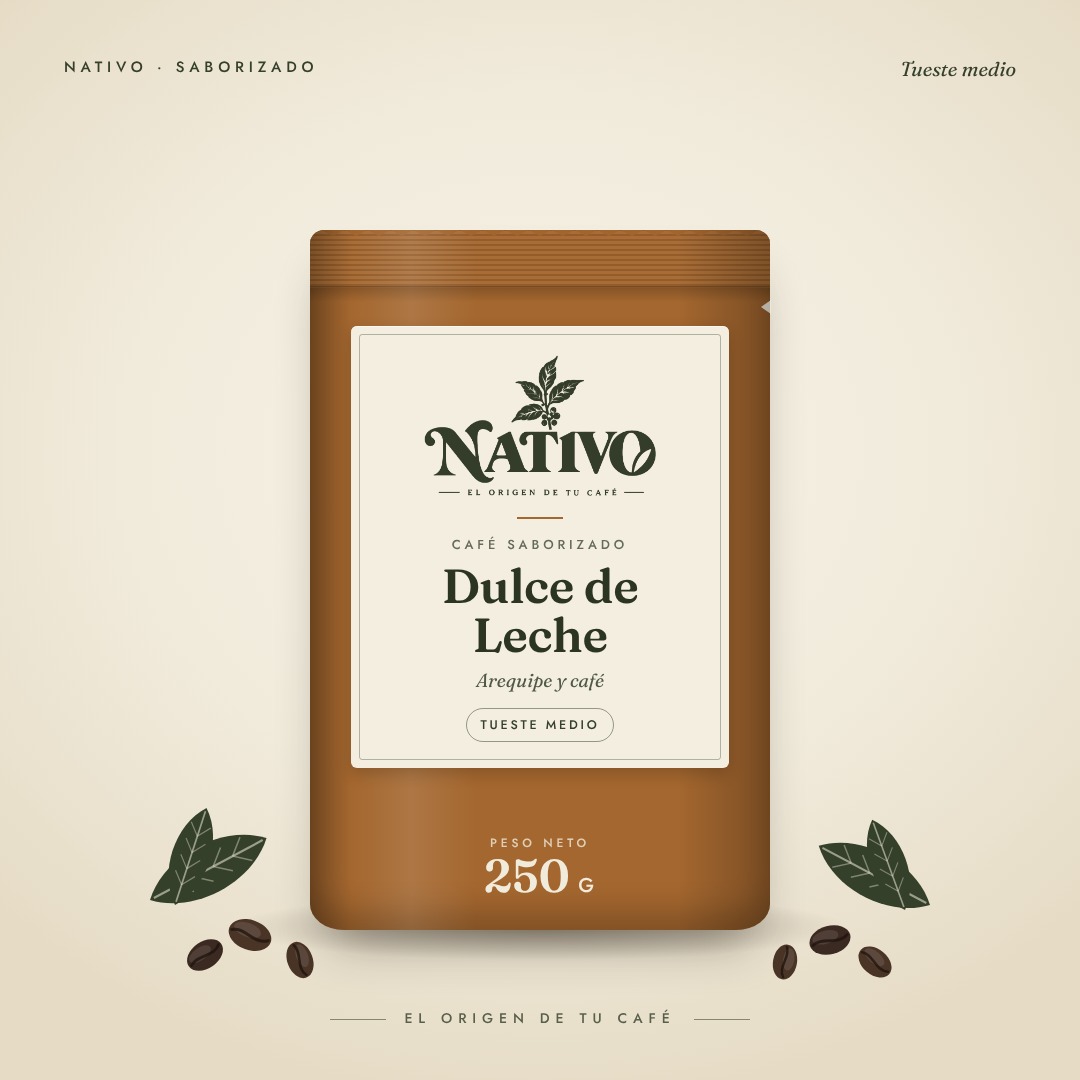 NATIVO · SABORIZADO
Tueste medio
NATIVO
EL ORIGEN DE TU CAFÉ
CAFÉ SABORIZADO
Dulce de
Leche
Arequipe y café
TUESTE MEDIO
PESO NETO
250 G
EL ORIGEN DE TU CAFÉ